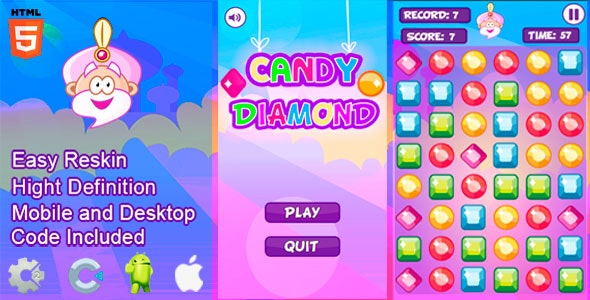 HTML
5
Easy Reskin
Hight Definition
Mobile and Desktop
Code Included
2
CANDY
DIAMOND
PLAY
QUIT
RECORD: 7
SCORE: 7
TIME: 57